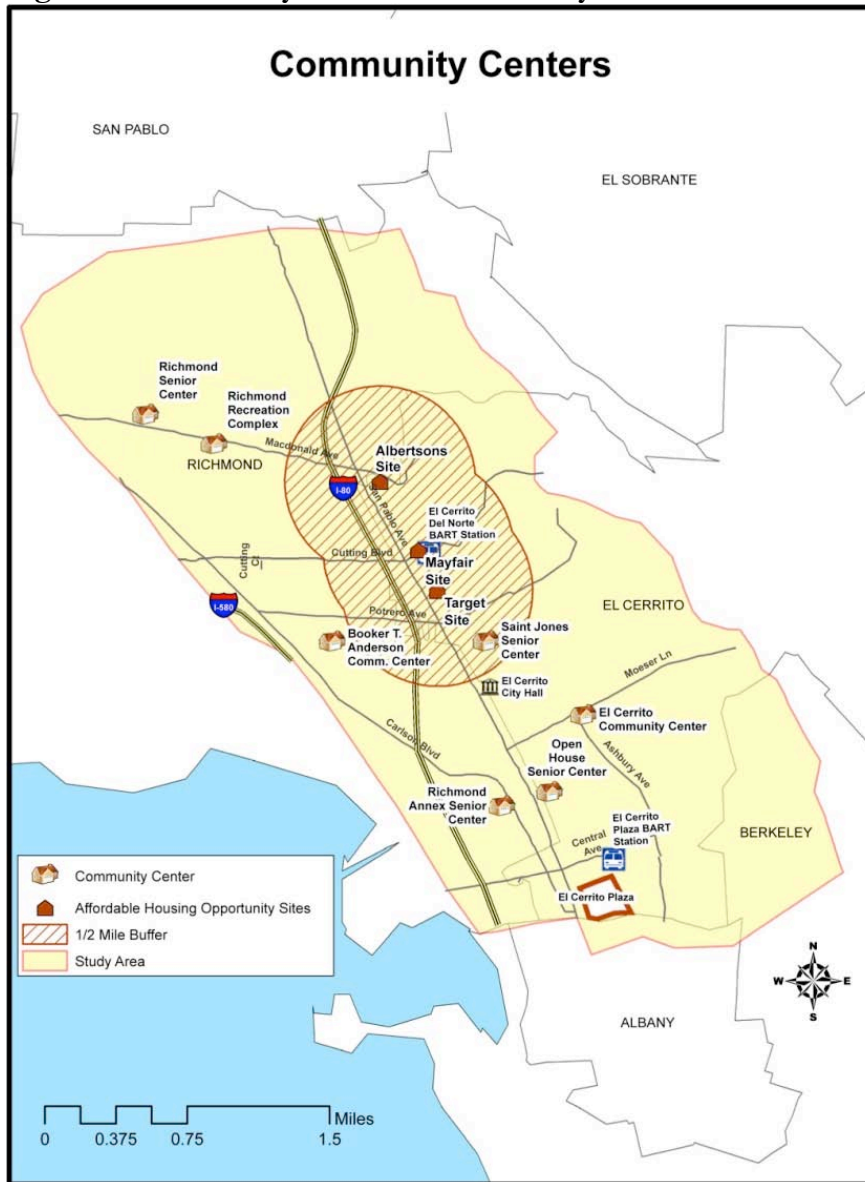 Community Centers
SAN PABLO
EL SOBRANTE
Richmond
Senior
Center
Richmond
Recreation
Complex
Macdonald Ave
RICHMOND
Albertsons
Site
I-80
San Pablo Ave
El Cerrito
Del Norte
BART Station
Cutting Blvd
Cutting
Ct
Mayfair
Site
I-580
Target
Site
Potrero Ave
EL CERRITO
Booker T.
Anderson
Comm. Center
Saint Jones
Senior
Center
El Cerrito
City Hall
Moeser Ln
El Cerrito
Community Center
Carlson Blvd
Open
House
Senior Center
Ashbury Ave
Richmond
Annex Senior
Center
El Cerrito
Plaza BART
Station
Central
Ave
BERKELEY
El Cerrito Plaza
Community Center
Affordable Housing Opportunity Sites
1/2 Mile Buffer
Study Area
N
W
E
S
ALBANY
Miles
0 0.375 0.75 1.5